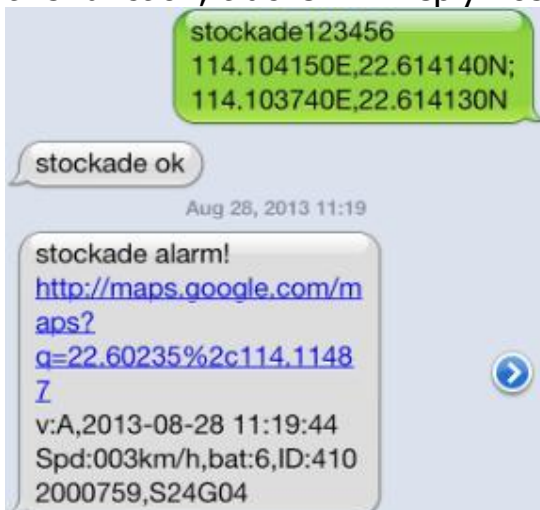 stockade123456
114.104150E,22.614140N;
114.103740E,22.614130N
stockade ok
Aug 28, 2013 11:19
stockade alarm!
http://maps.google.com/m
aps?
q=22.60235%2c114.1148
7
v:A,2013-08-28 11:19:44
Spd:003km/h,bat:6,ID:410
2000759,S24G04